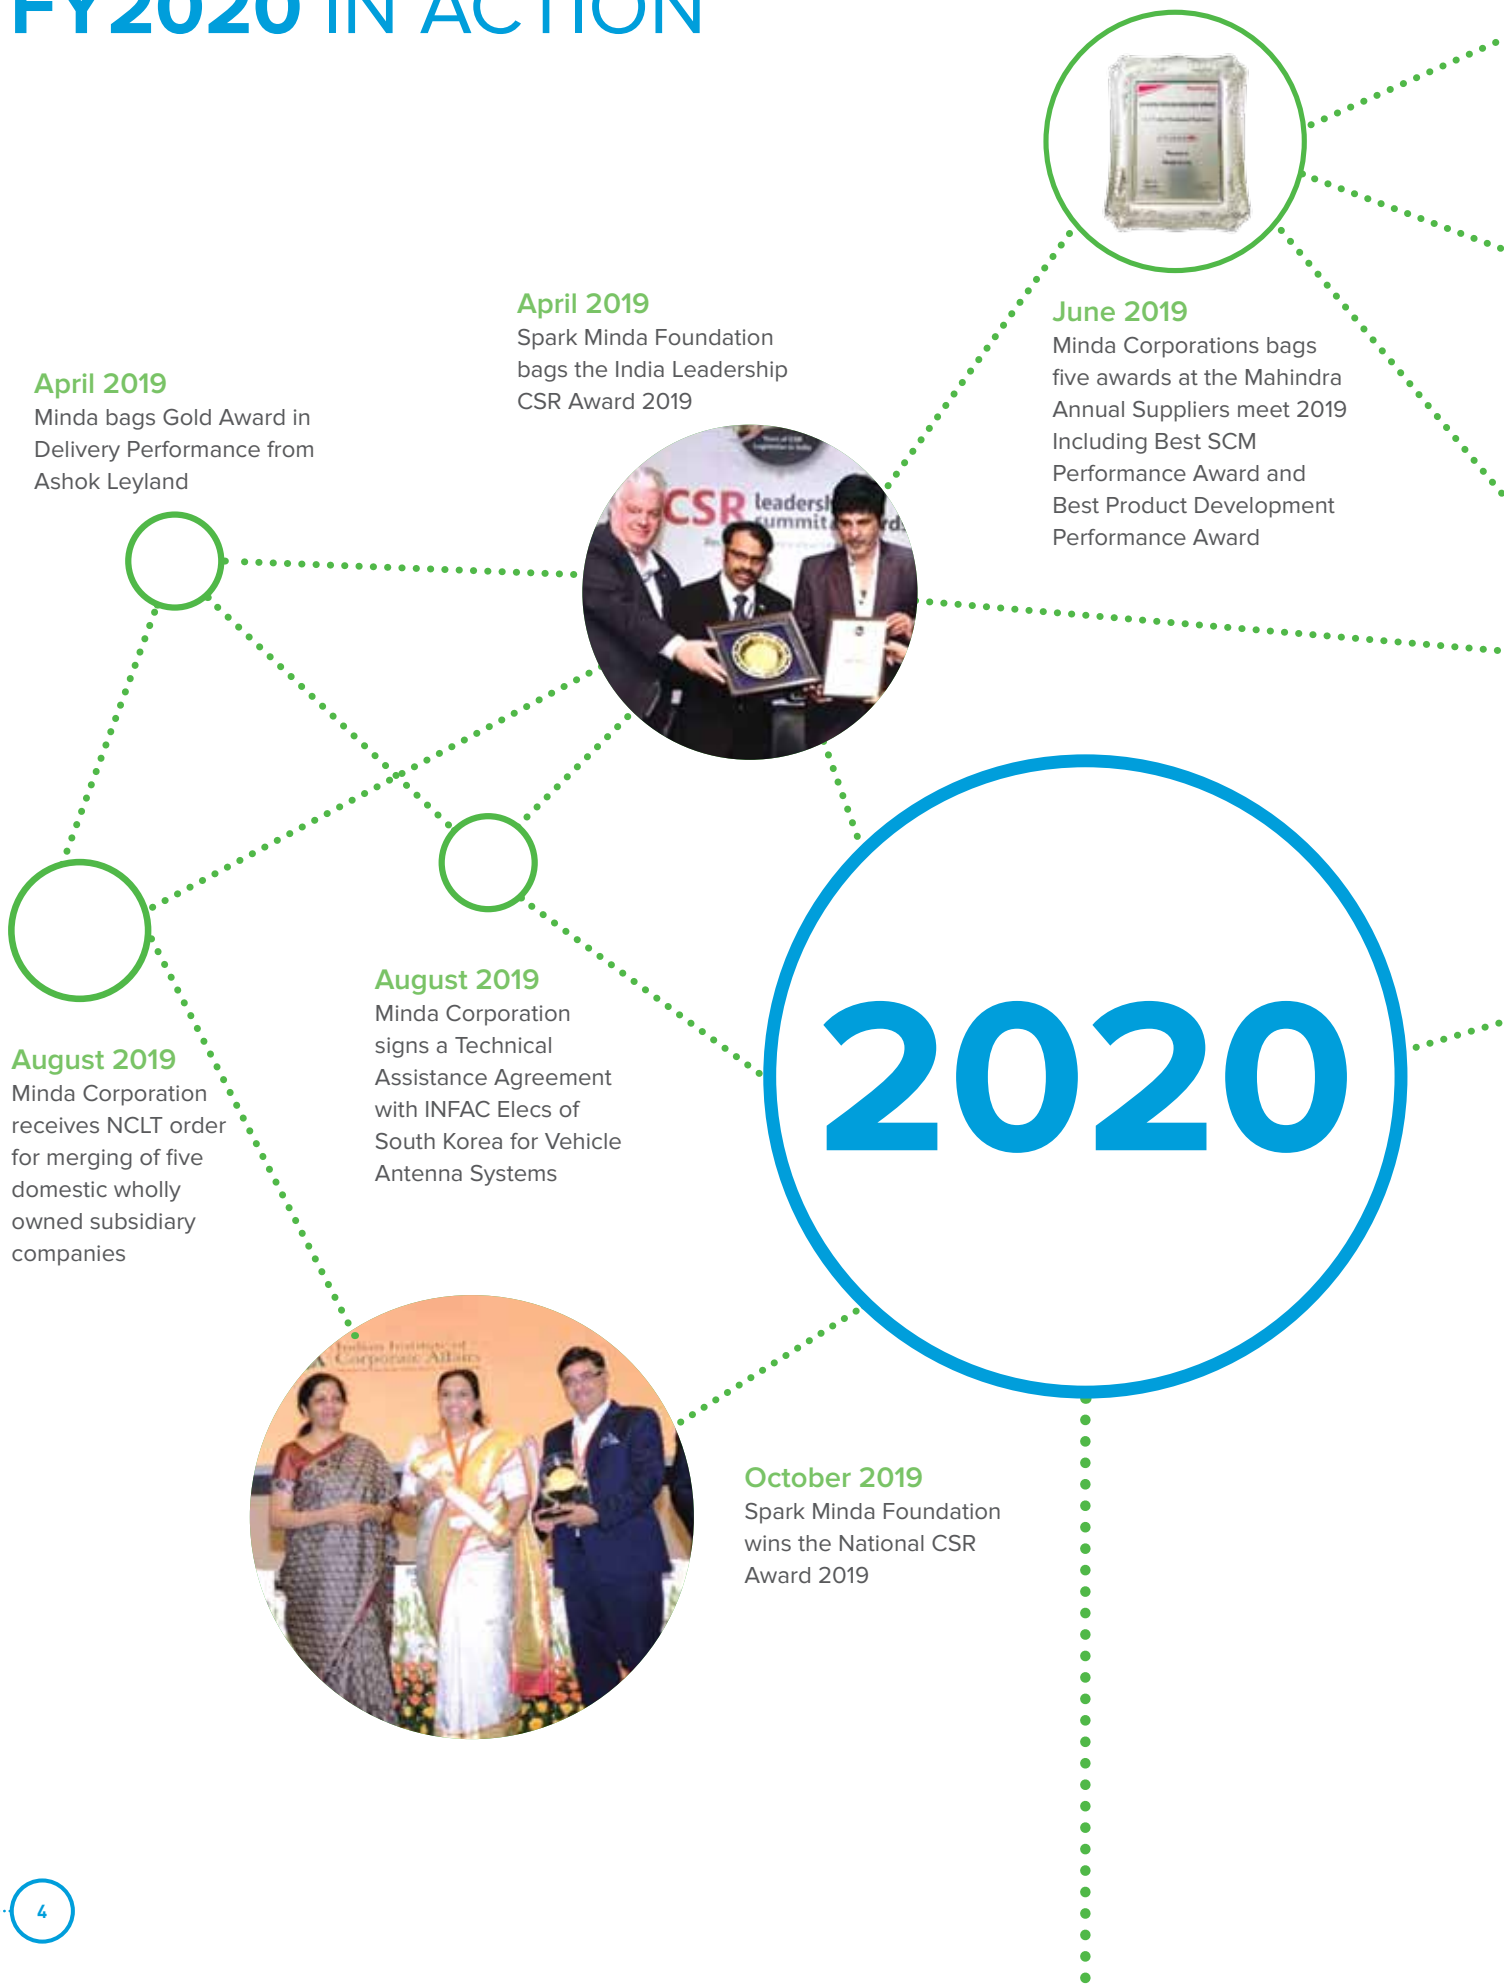 FY2020 IN ACTION
April 2019
Minda bags Gold Award in
Delivery Performance from
Ashok Leyland
April 2019
Spark Minda Foundation
bags the India Leadership
CSR Award 2019
June 2019
Minda Corporations bags
five awards at the Mahindra
Annual Suppliers meet 2019
Including Best SCM
Performance Award and
Best Product Development
Performance Award
CSR leadersh
summit
August 2019
Minda Corporation
receives NCLT order
for merging of five
domestic wholly
owned subsidiary
companies
August 2019
Minda Corporation
signs a Technical
Assistance Agreement
with INFAC Elecs of
South Korea for Vehicle
Antenna Systems
2020
Indian Institute of
Corporate Affairs
October 2019
Spark Minda Foundation
wins the National CSR
Award 2019
4